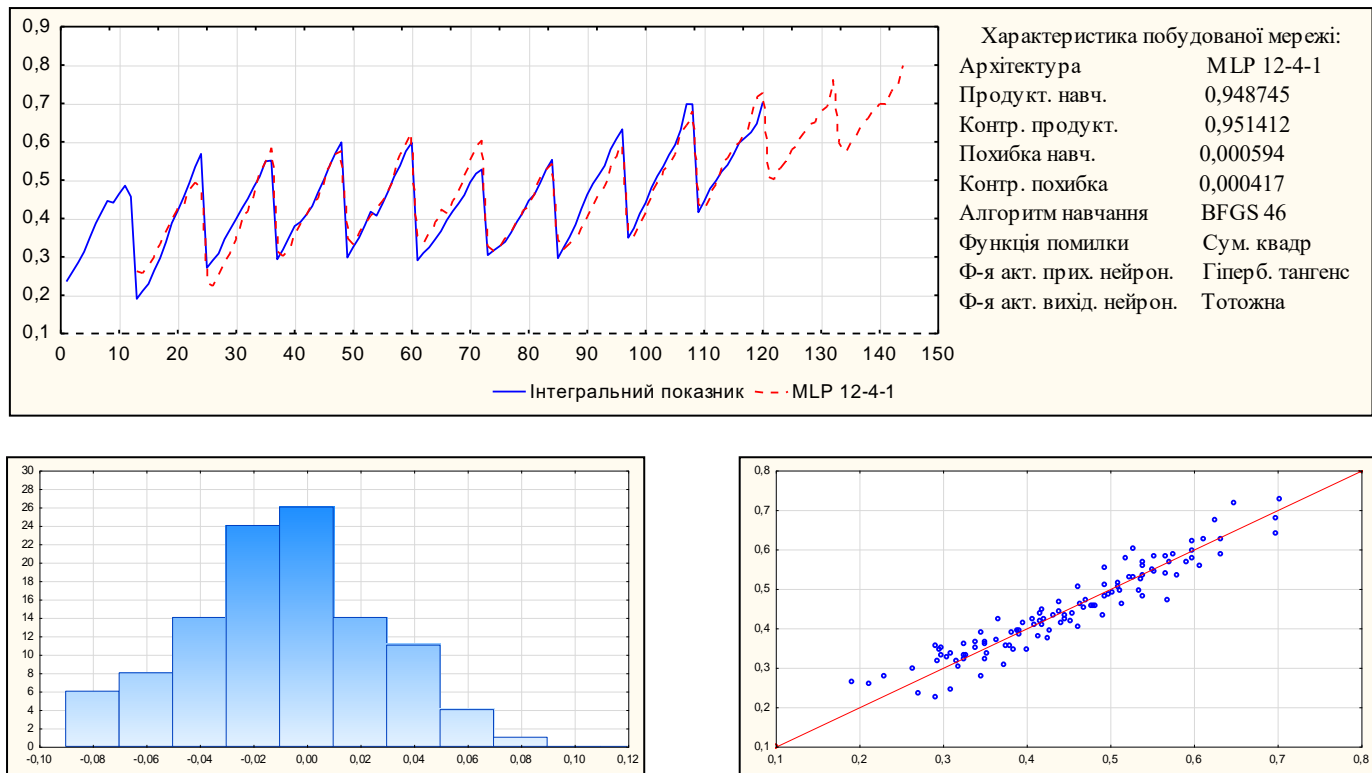 0,9
0,8
0,7
0,6
0,5
0,4
0,3
0,2
0,1
0 10 20 30 40 50 60 70 80 90 100 110 120 130 140 150
Інтегральний показник MLP 12-4-1
Характеристика побудованої мережі:
Архітектура MLP 12-4-1
Продукт. навч. 0,948745
Контр. продукт. 0,951412
Похибка навч. 0,000594
Контр. похибка 0,000417
Алгоритм навчання BFGS 46
Функція помилки Сум. квадр
Ф-я акт. прих. нейрон. Гіперб. тангенс
Ф-я акт. вихід. нейрон. Тотожна
30
28
26
24
22
20
18
16
14
12
10
8
6
4
2
0
-0,10 -0,08 -0,06 -0,04 -0,02 0,00 0,02 0,04 0,06 0,08 0,10 0,12
0,8
0,7
0,6
0,5
0,4
0,3
0,2
0,1
0,1 0,2 0,3 0,4 0,5 0,6 0,7 0,8